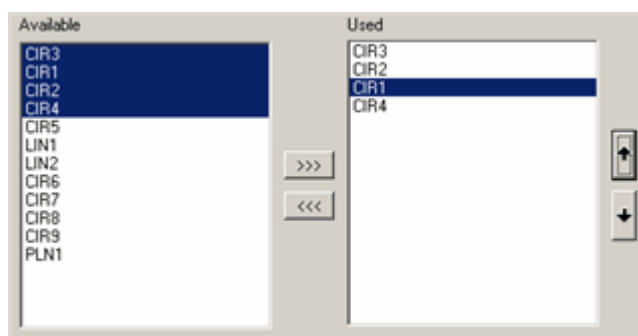 Available
CIR3
CIR1
CIR2
CIR4
CIR5
LIN1
LIN2
CIR6
CIR7
CIR8
CIR9
PLN1
>>>
<<<
Used
CIR3
CIR2
CIR1
CIR4